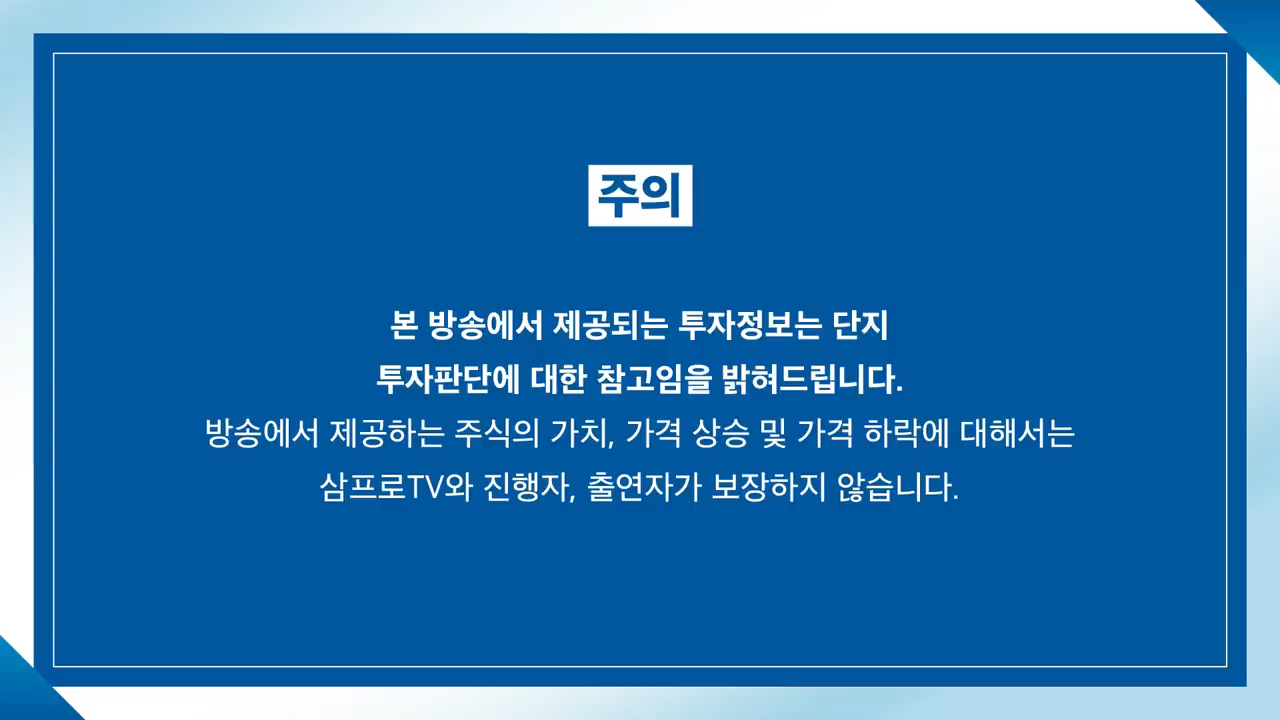 주의
본 방송에서 제공되는 투자정보는 단지
투자판단에 대한 참고임을 밝혀드립니다.
방송에서 제공하는 주식의 가치, 가격 상승 및 가격 하락에 대해서는
삼프로TV와 진행자, 출연자가 보장하지 않습니다.